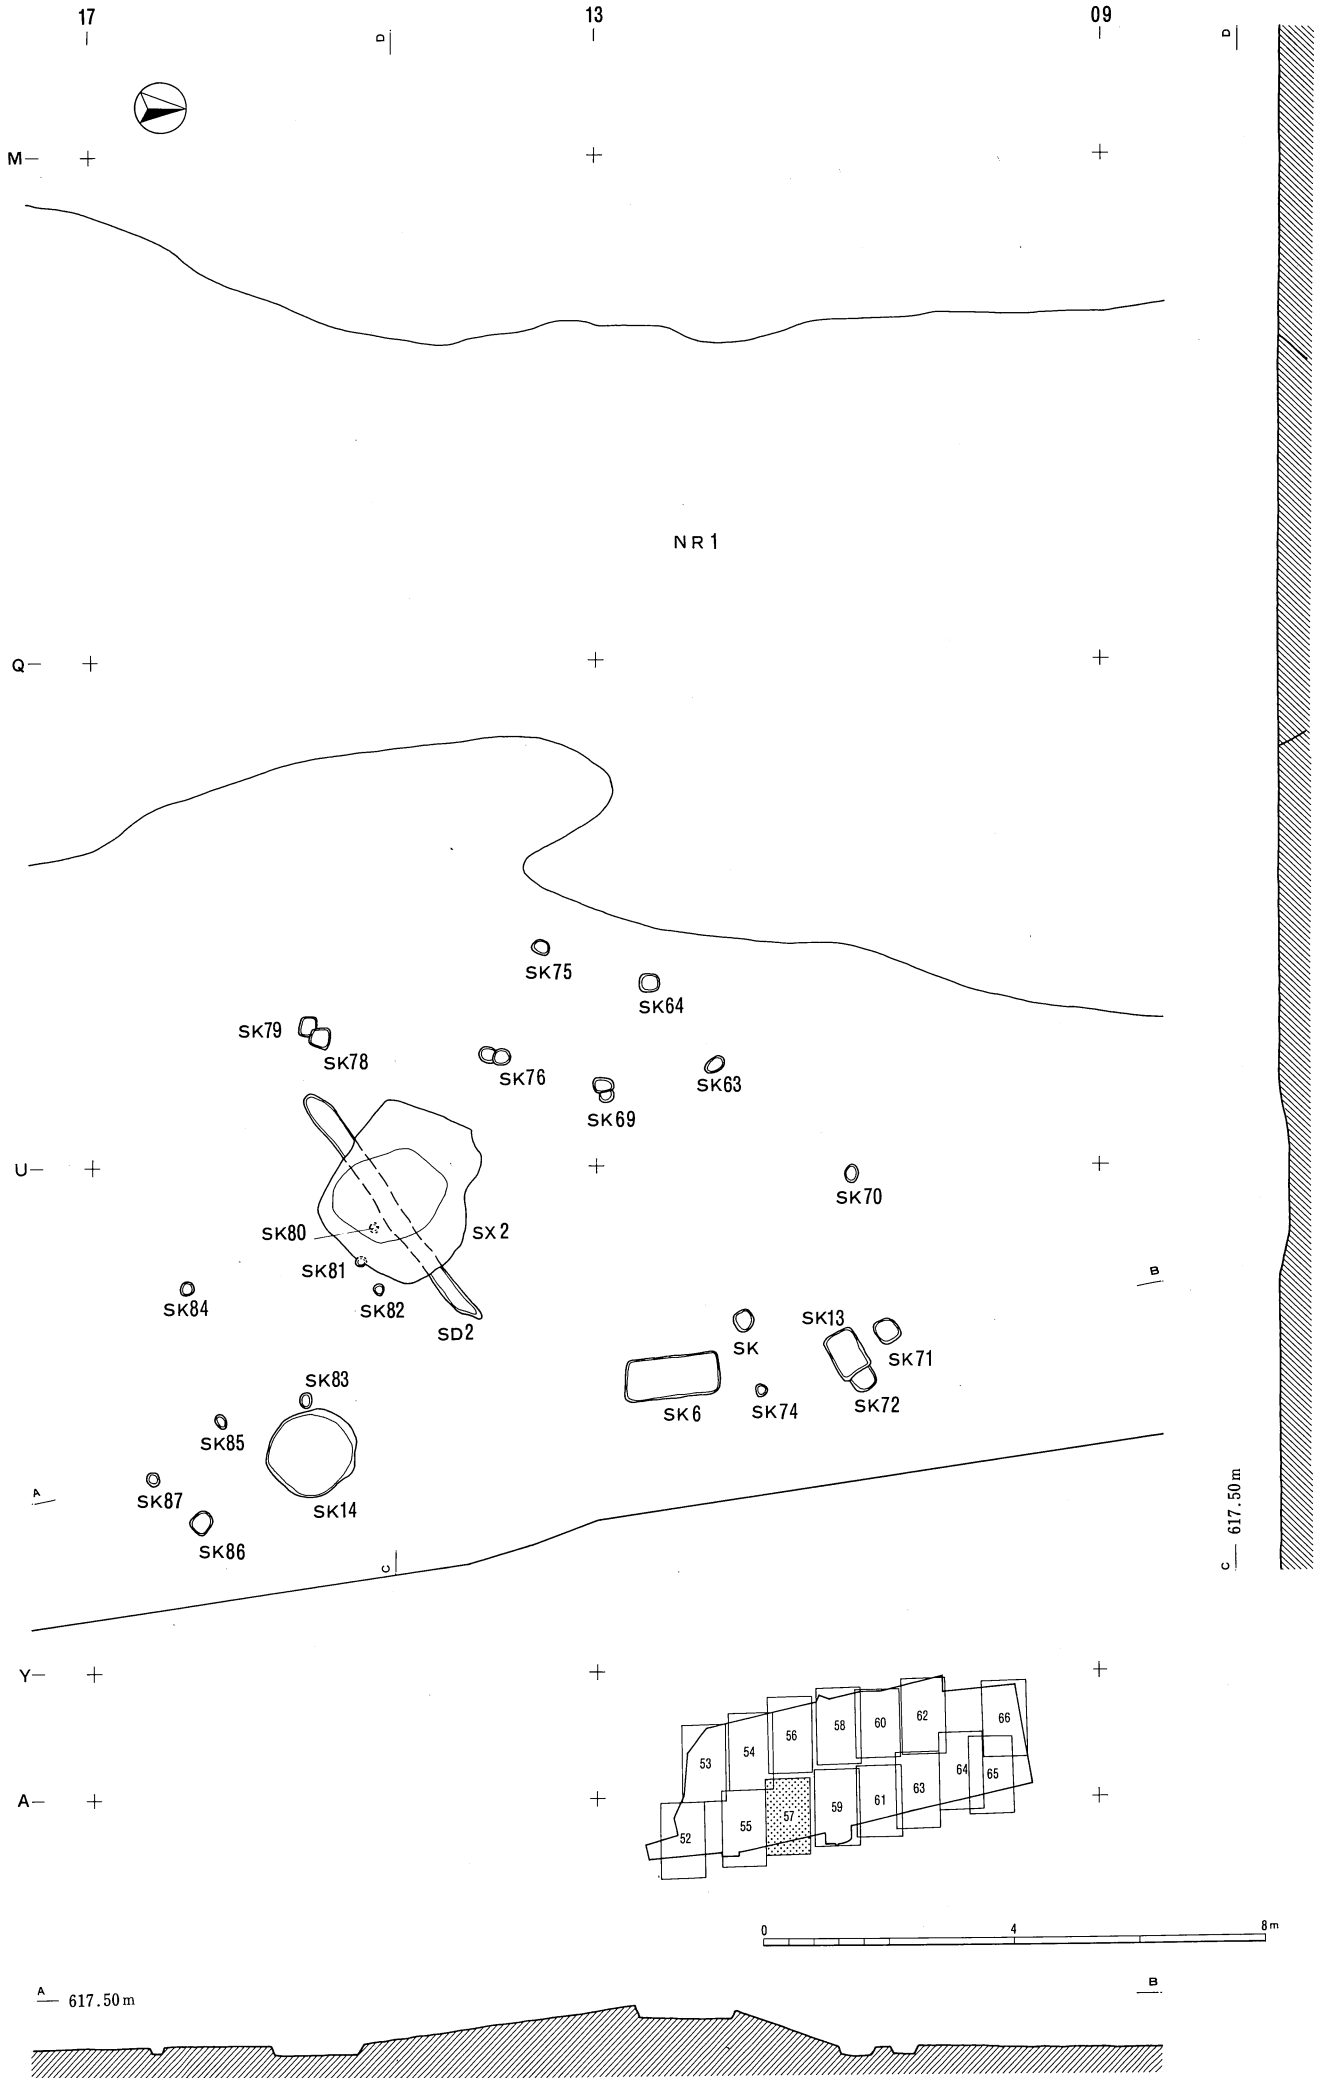 17
13
09
D
D
M
NR1
Q
SK75
SK64
SK79
SK78
SK76
SK63
SK69
U
SK70
SK80
SX2
SK81
SK84
SK82
SD2
B
SK13
SK
SK71
SK83
SK6
SK74
SK72
SK85
A
SK87
SK14
SK86
C
C 617.50m
Y
66
62
60
58
56
54
53
64
65
63
61
59
57
55
52
A
0 4 8m
A 617.50m
B